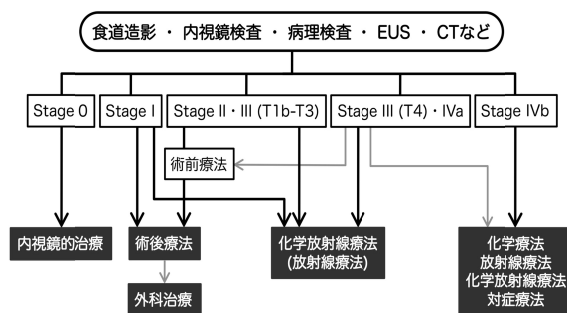 食道造影 ・ 内視鏡検査 ・ 病理検査 ・ EUS ・ CTなど
Stage 0
Stage I
Stage II・III (T1b-T3)
Stage III (T4)・IVa
Stage IVb
術前療法
内視鏡的治療
術後療法
化学放射線療法
(放射線療法)
化学療法
放射線療法
化学放射線療法
対症療法
外科治療